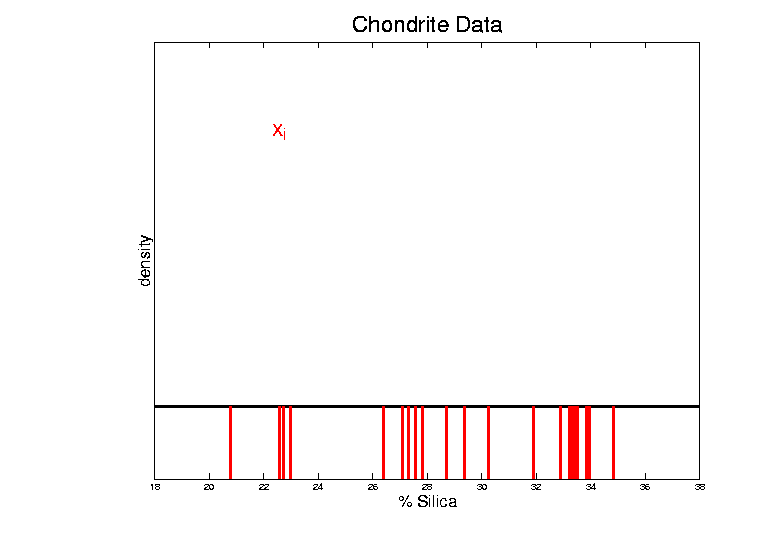 Chondrite Data
x_i
density
18 20 22 24 26 28 30 32 34 36 38
% Silica